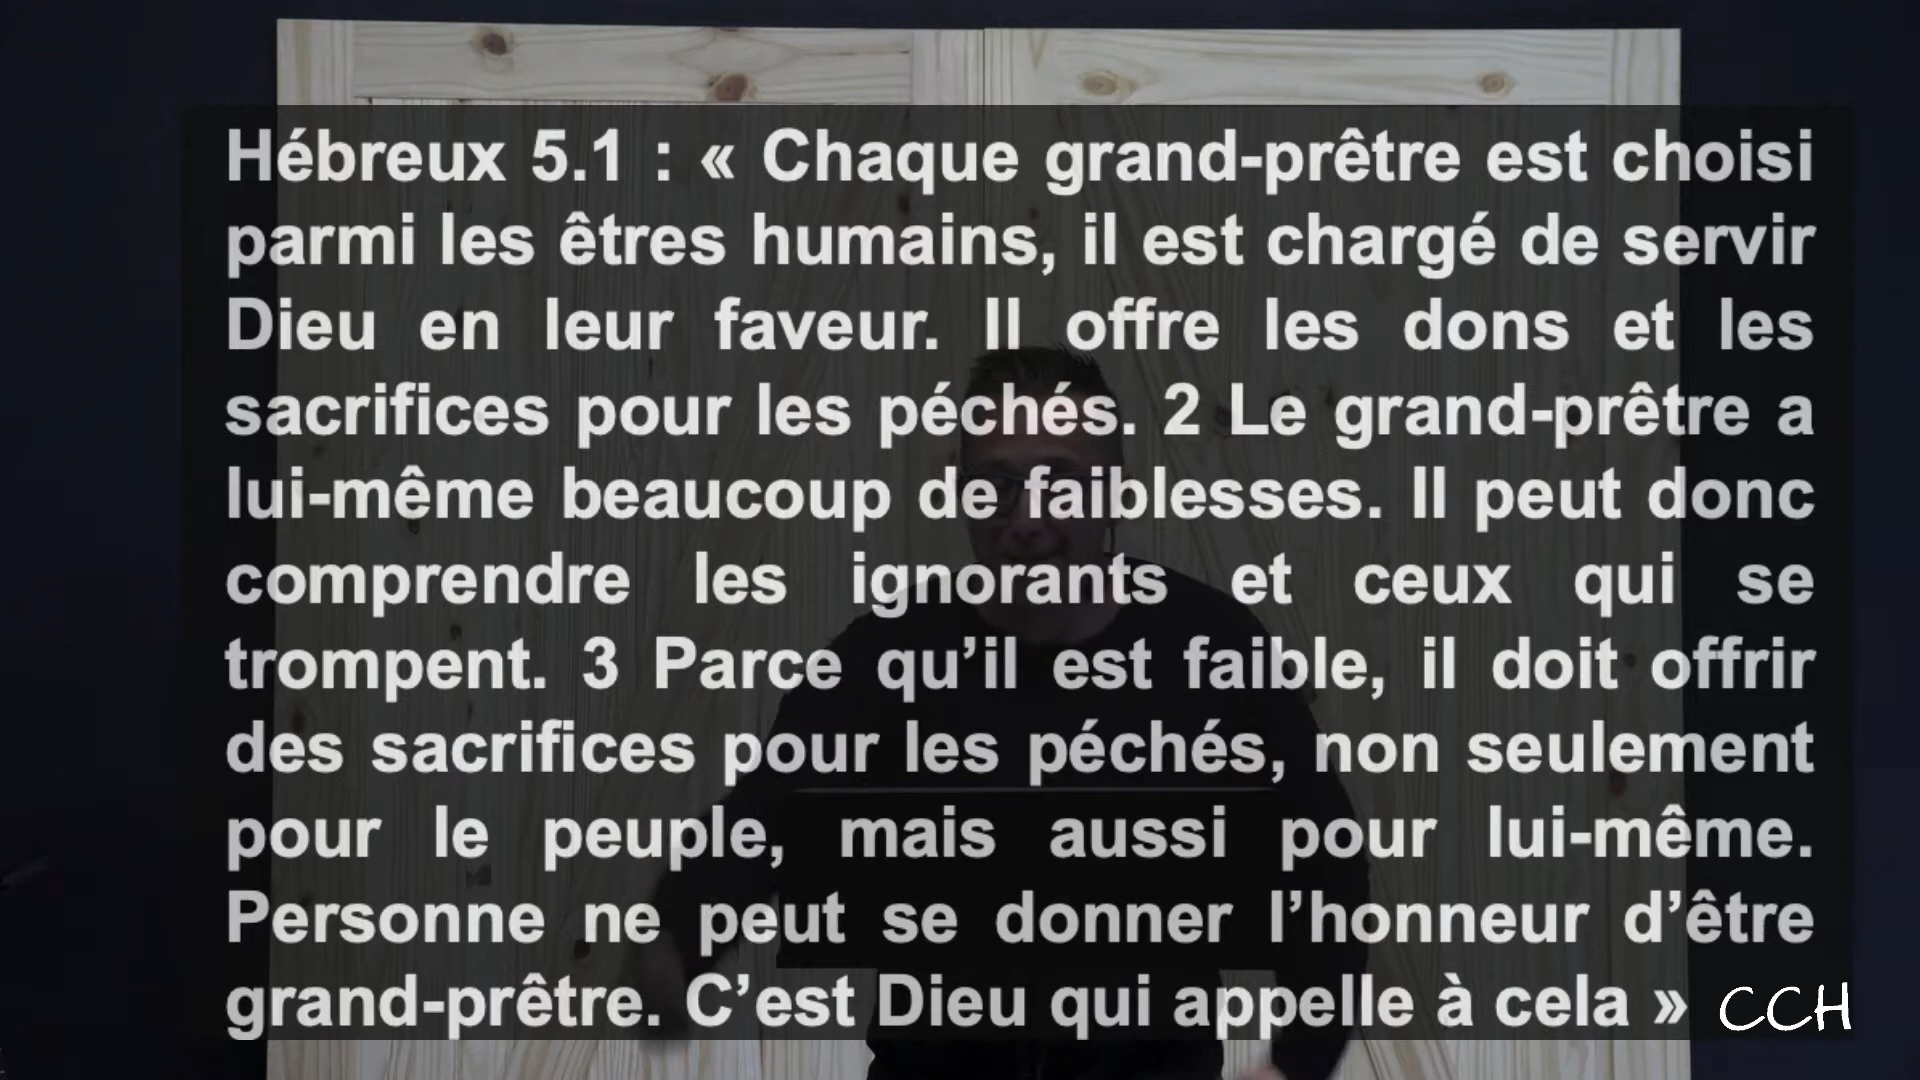 Hébreux 5.1 : « Chaque grand-prêtre est choisi
parmi les êtres humains, il est chargé de servir
Dieu en leur faveur. Il offre les dons et les
sacrifices pour les péchés. 2 Le grand-prêtre a
lui-même beaucoup de faiblesses. Il peut donc
comprendre les ignorants et ceux qui se
trompent. 3 Parce qu’il est faible, il doit offrir
des sacrifices pour les péchés, non seulement
pour le peuple, mais aussi pour lui-même.
Personne ne peut se donner l’honneur d’être
grand-prêtre. C’est Dieu qui appelle à cela »
CCH